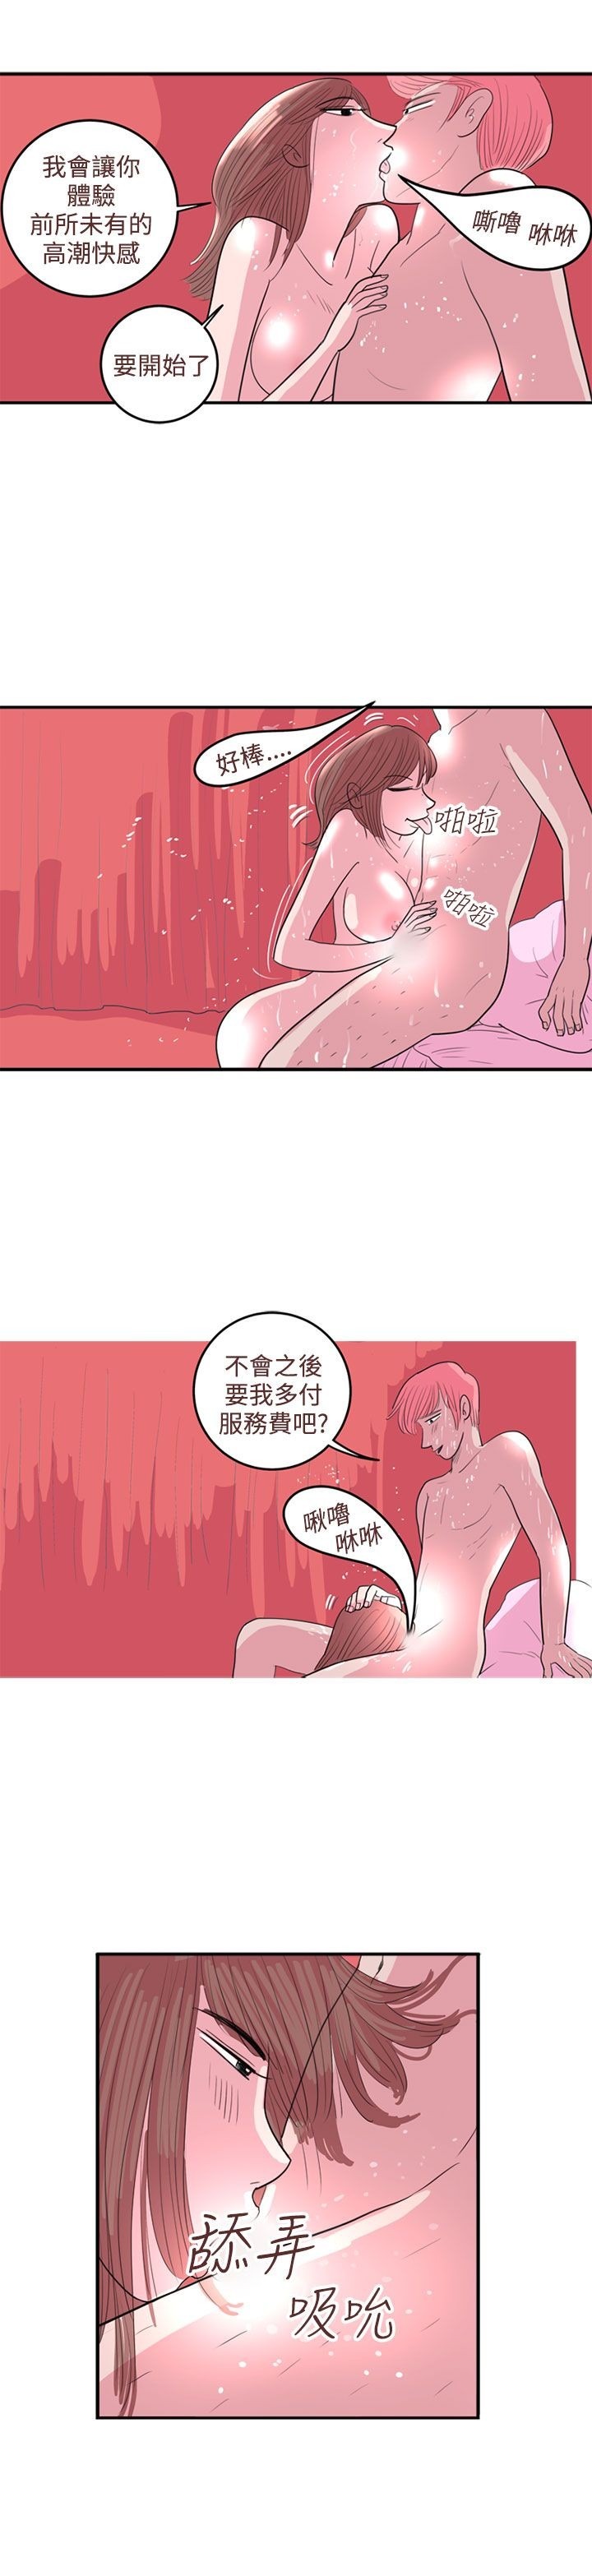 我會讓你
體驗
前所未有的
高潮快感
嘶嚕 咻咻
要開始了
好棒....
啪啦
啪啦
不會之後
要我多付
服務費吧?
啾嚕
咻咻
舔弄
吸吮